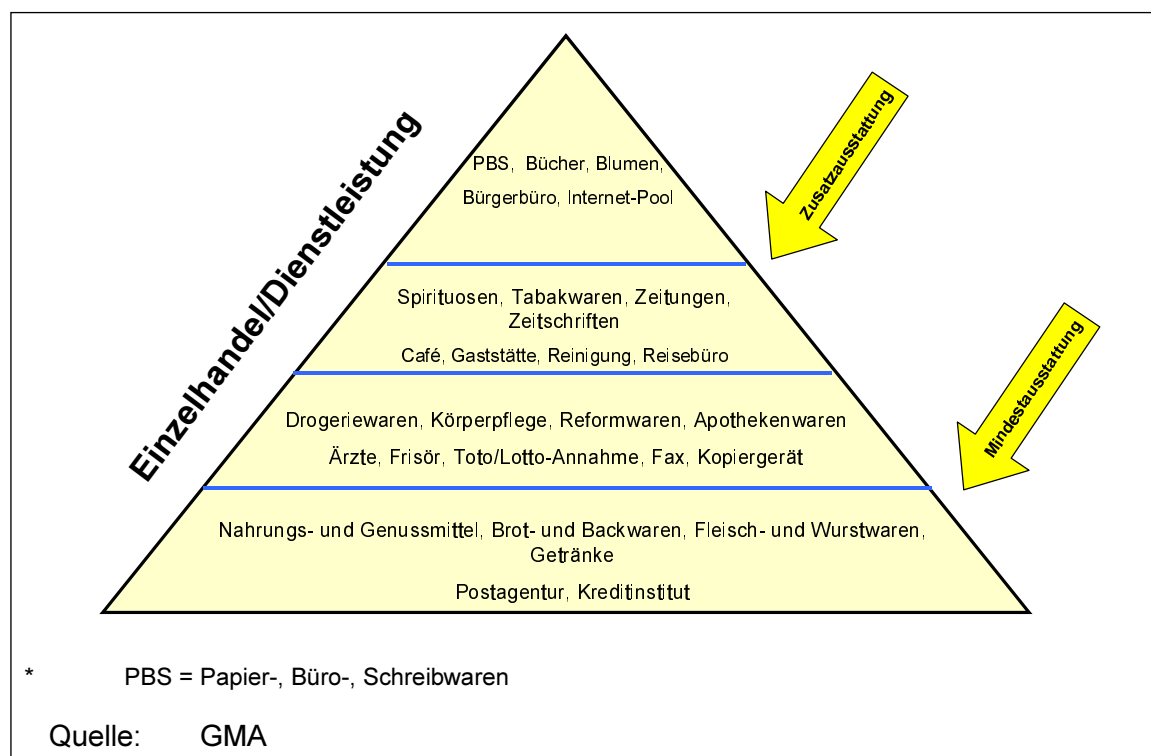 Einzelhandel/Dienstleistung
Zusatzausstattung
Mindestausstattung
PBS, Bücher, Blumen,
Bürgerbüro, Internet-Pool
Spirituosen, Tabakwaren, Zeitungen,
Zeitschriften
Café, Gaststätte, Reinigung, Reisebüro
Drogeriewaren, Körperpflege, Reformwaren, Apothekenwaren
Ärzte, Frisör, Toto/Lotto-Annahme, Fax, Kopiergerät
Nahrungs- und Genussmittel, Brot- und Backwaren, Fleisch- und Wurstwaren,
Getränke
Postagentur, Kreditinstitut
* PBS = Papier-, Büro-, Schreibwaren
Quelle: GMA